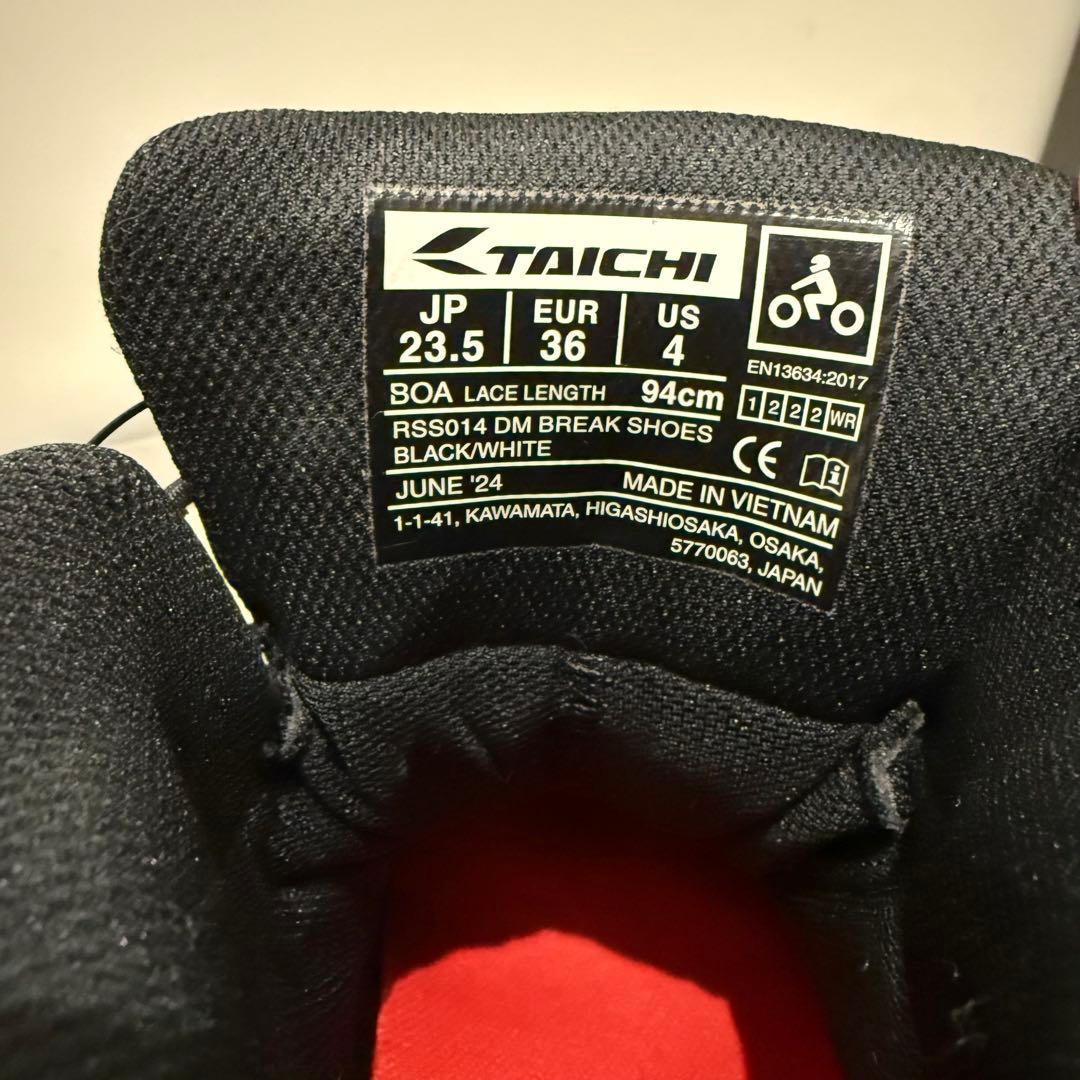 TAICHI
JP 23.5 | EUR 36 | US 4
EN13634:2017
1 2 2 2 WR
BOA LACE LENGTH 94cm
RSS014 DM BREAK SHOES
BLACK/WHITE
CE
JUNE '24 MADE IN VIETNAM
1-1-41, KAWAMATA, HIGASHIOSAKA, OSAKA,
5770063, JAPAN